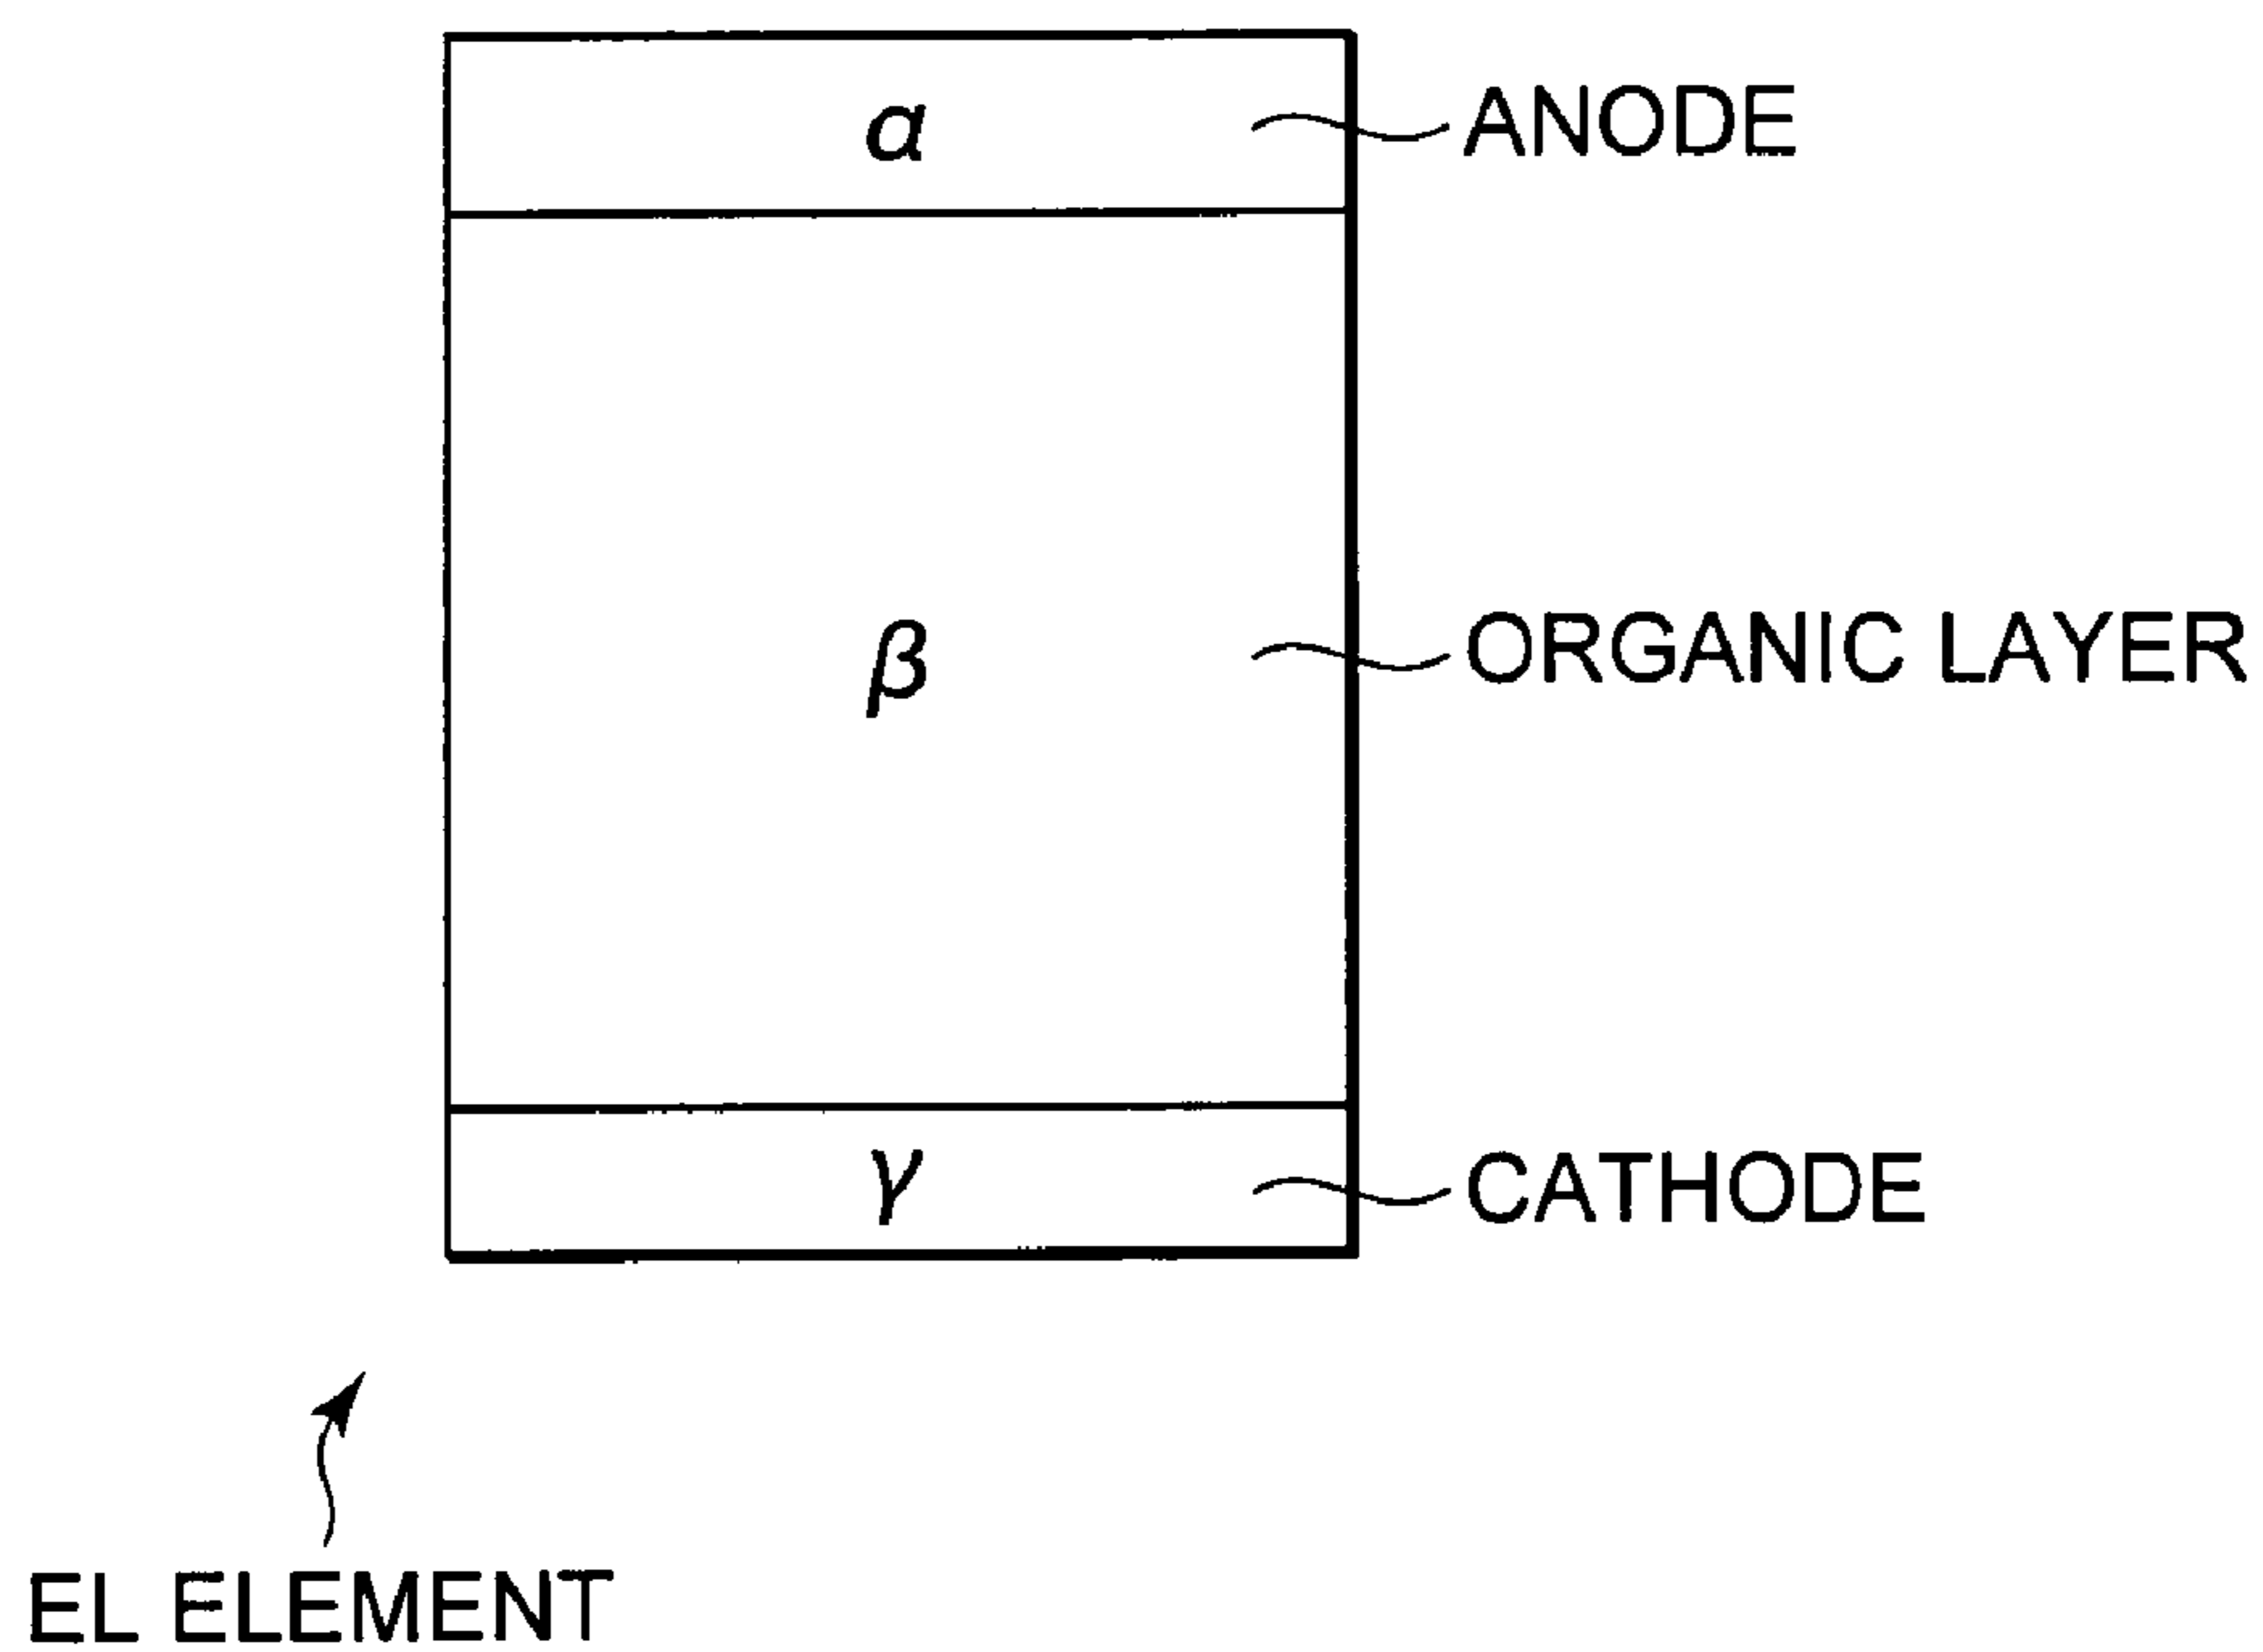 α ANODE
β ORGANIC LAYER
γ CATHODE
EL ELEMENT